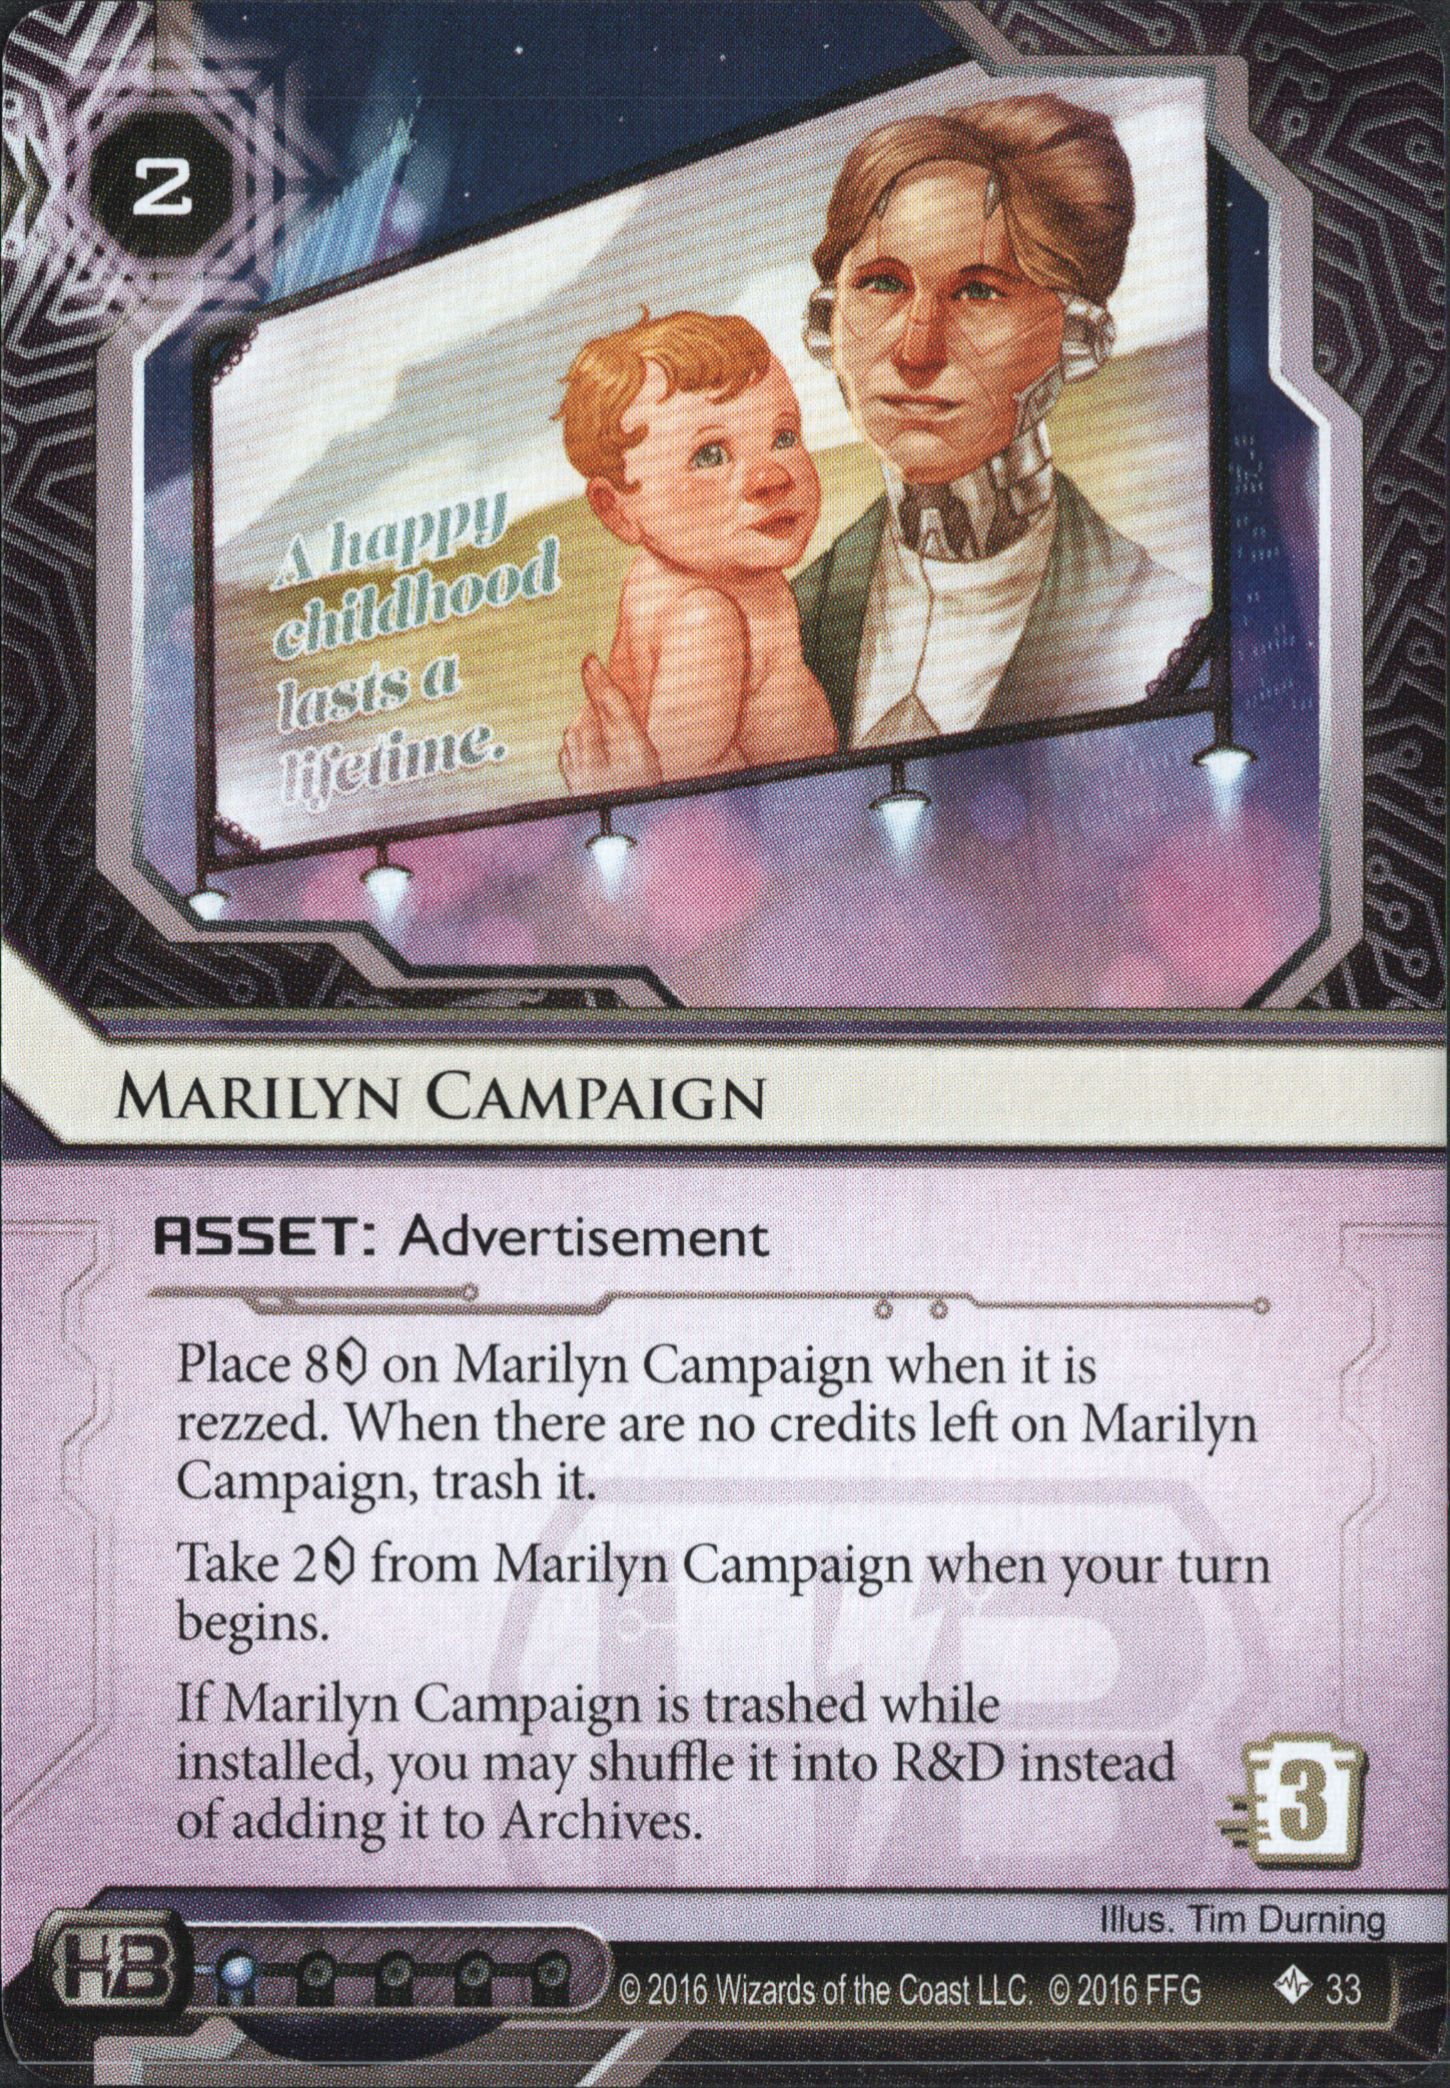 2
A happy
childhood
lasts a
lifetime.
MARILYN CAMPAIGN
ASSET: Advertisement
Place 8 on Marilyn Campaign when it is
rezzed. When there are no credits left on Marilyn
Campaign, trash it.
Take 2 from Marilyn Campaign when your turn
begins.
If Marilyn Campaign is trashed while
installed, you may shuffle it into R&D instead
of adding it to Archives.
3
Illus. Tim Durning
HB
© 2016 Wizards of the Coast LLC. © 2016 FFG 33